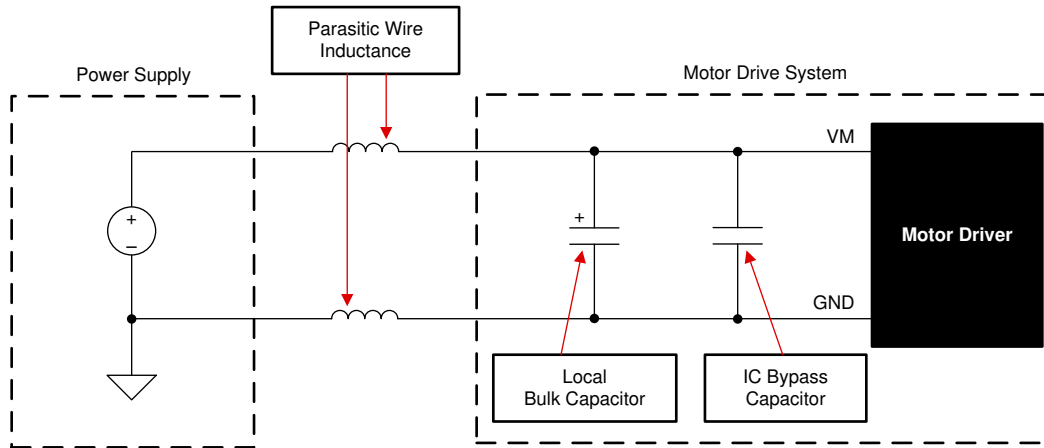 Parasitic Wire
Inductance
Power Supply
Motor Drive System
VM
+
−
+
Motor Driver
GND
Local
Bulk Capacitor
IC Bypass
Capacitor